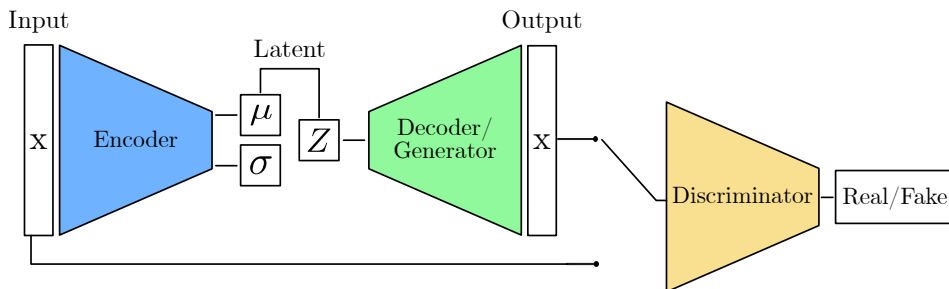 Input
Output
Latent
x
Encoder
μ
σ
Z
Decoder/
Generator
x
Discriminator
Real/Fake